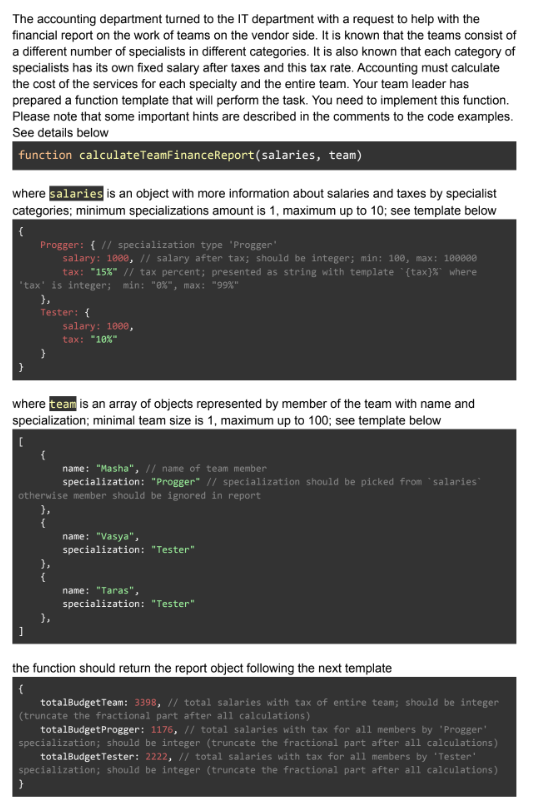 The accounting department turned to the IT department with a request to help with the
financial report on the work of teams on the vendor side. It is known that the teams consist of
a different number of specialists in different categories. It is also known that each category of
specialists has its own fixed salary after taxes and this tax rate. Accounting must calculate
the cost of the services for each specialty and the entire team. Your team leader has
prepared a function template that will perform the task. You need to implement this function.
Please note that some important hints are described in the comments to the code examples.
See details below
function calculateTeamFinanceReport(salaries, team)
where salaries is an object with more information about salaries and taxes by specialist
categories; minimum specializations amount is 1, maximum up to 10; see template below
{
Progger: { // specialization type 'Progger'
salary: 1000, // salary after tax; should be integer; min: 100, max: 100000
tax: "15%" // tax percent; presented as string with template `{tax}%` where
'tax' is integer; min: "0%", max: "99%"
},
Tester: {
salary: 1000,
tax: "10%"
}
}
where team is an array of objects represented by member of the team with name and
specialization; minimal team size is 1, maximum up to 100; see template below
[
{
name: "Masha", // name of team member
specialization: "Progger" // specialization should be picked from `salaries`
otherwise member should be ignored in report
},
{
name: "Vasya",
specialization: "Tester"
},
{
name: "Taras",
specialization: "Tester"
},
]
the function should return the report object following the next template
{
totalBudgetTeam: 3398, // total salaries with tax of entire team; should be integer
(truncate the fractional part after all calculations)
totalBudgetProgger: 1176, // total salaries with tax for all members by 'Progger'
specialization; should be integer (truncate the fractional part after all calculations)
totalBudgetTester: 2222, // total salaries with tax for all members by 'Tester'
specialization; should be integer (truncate the fractional part after all calculations)
}